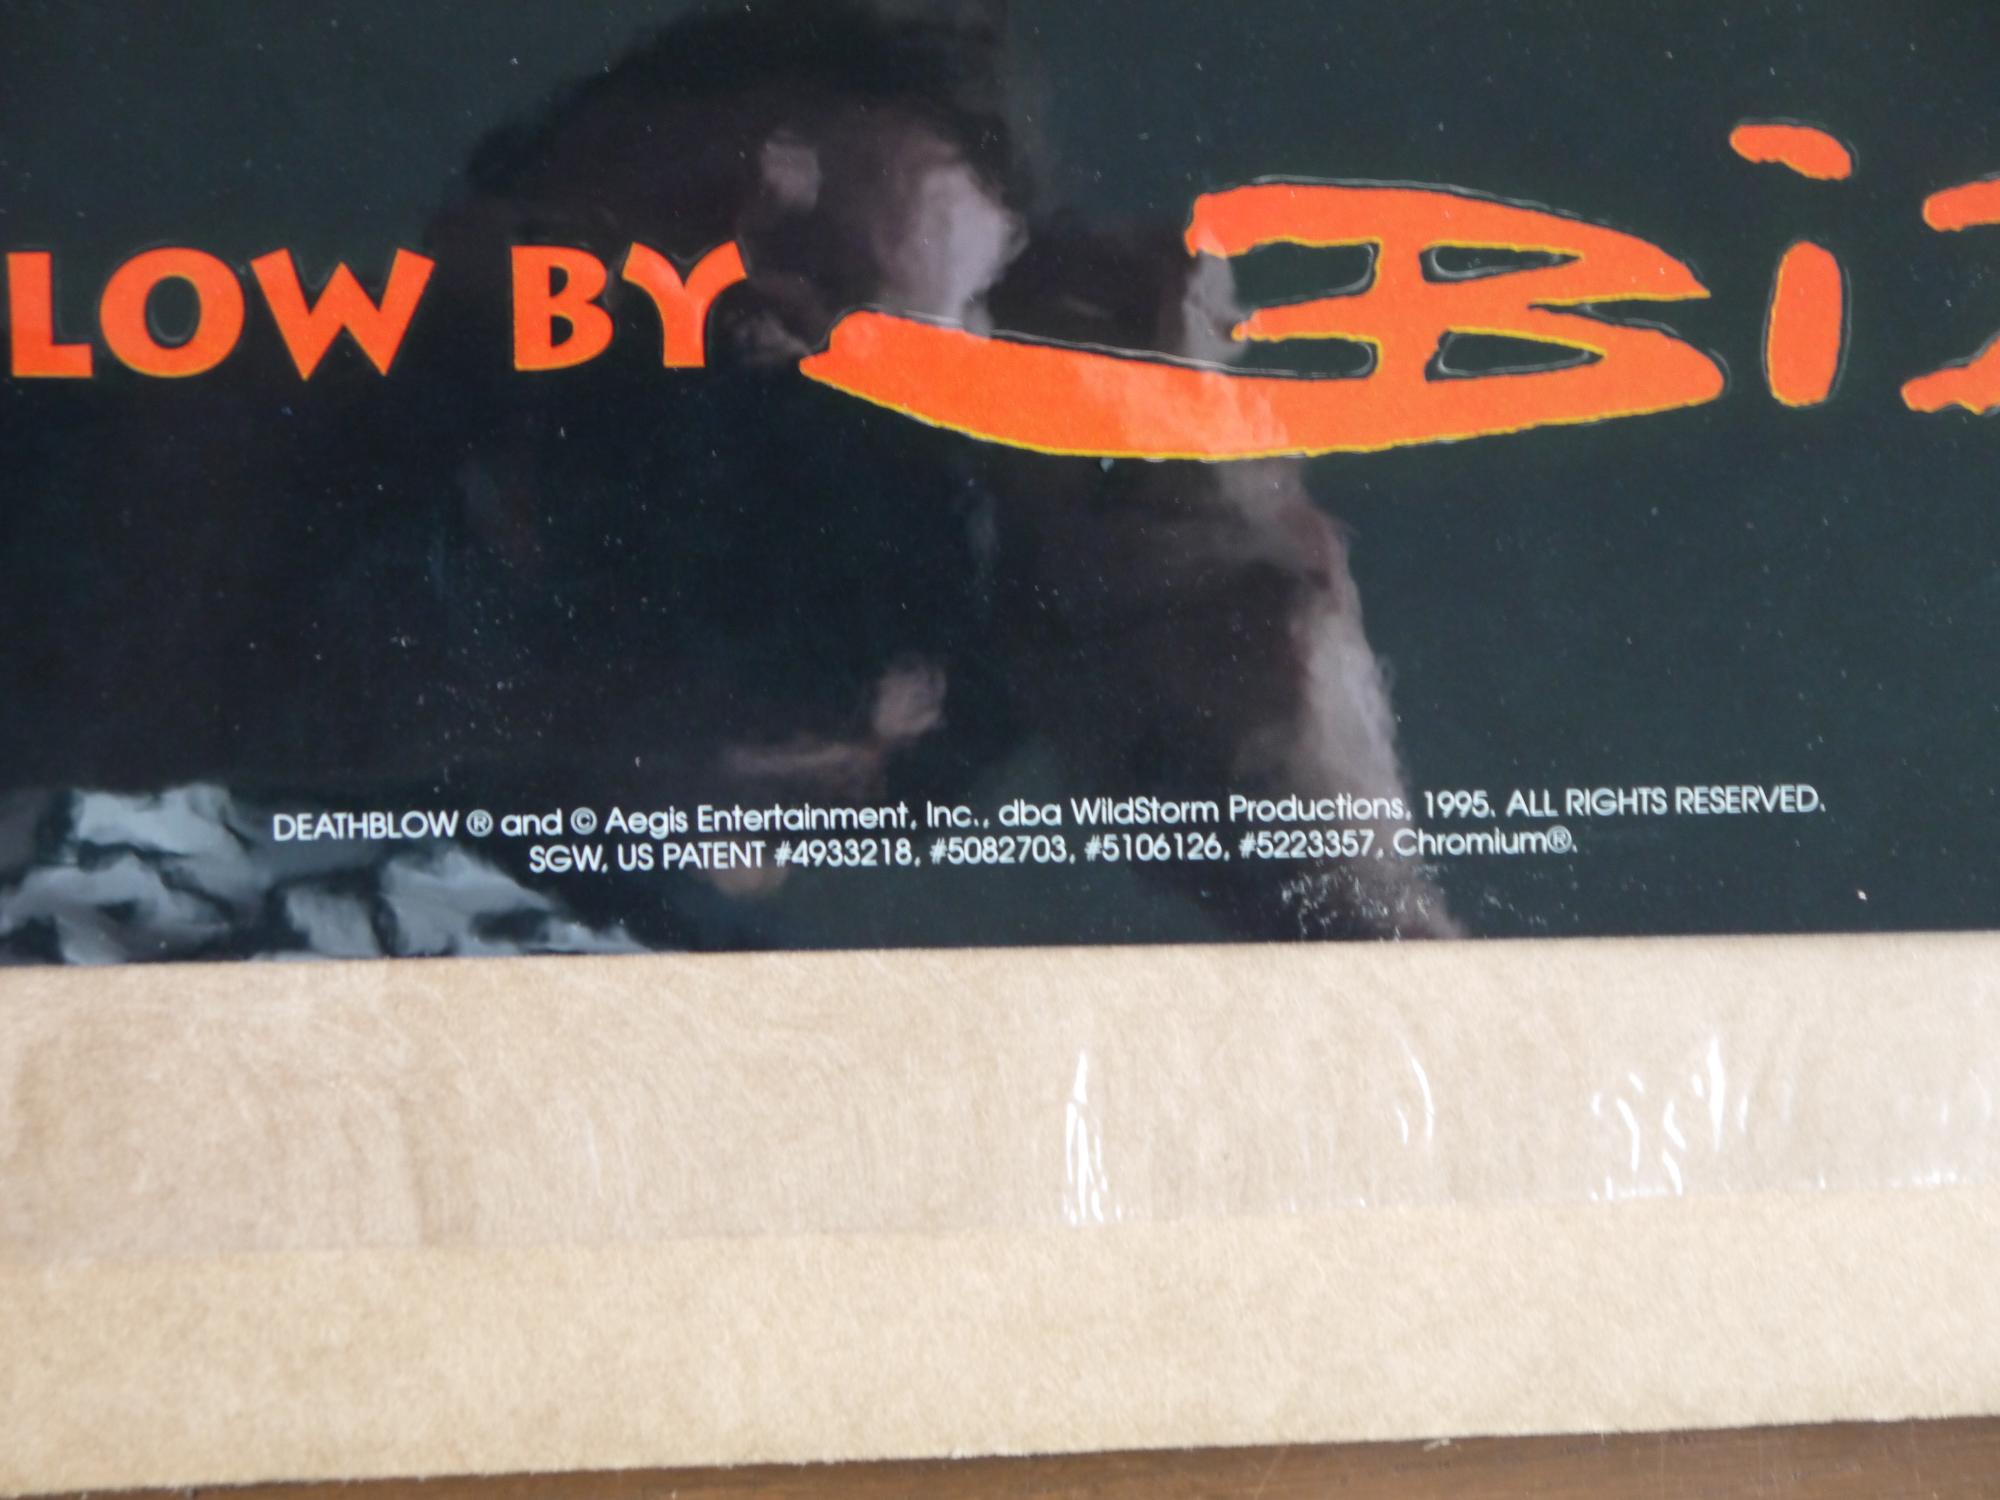 LOW BY Bi
DEATHBLOW ® and © Aegis Entertainment, Inc., dba WildStorm Productions, 1995. ALL RIGHTS RESERVED.
SGW, US PATENT #4933218, #5082703, #5106126, #5223357, Chromium®.